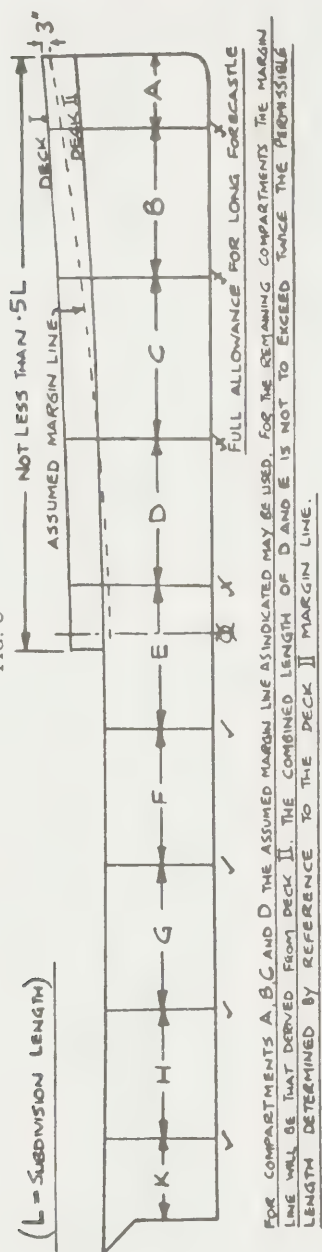 FIG. 6
(L = SUBDIVISION LENGTH)
NOT LESS THAN ·5L
3"
DECK I
DECK II
ASSUMED MARGIN LINE
K
H
G
F
E
D
C
B
A
FULL ALLOWANCE FOR LONG FORECASTLE
FOR COMPARTMENTS A, B, C AND D THE ASSUMED MARGIN LINE AS INDICATED MAY BE USED. FOR THE REMAINING COMPARTMENTS THE MARGIN
LINE WILL BE THAT DERIVED FROM DECK II. THE COMBINED LENGTH OF D AND E IS NOT TO EXCEED TWICE THE PERMISSIBLE
LENGTH DETERMINED BY REFERENCE TO THE DECK II MARGIN LINE.